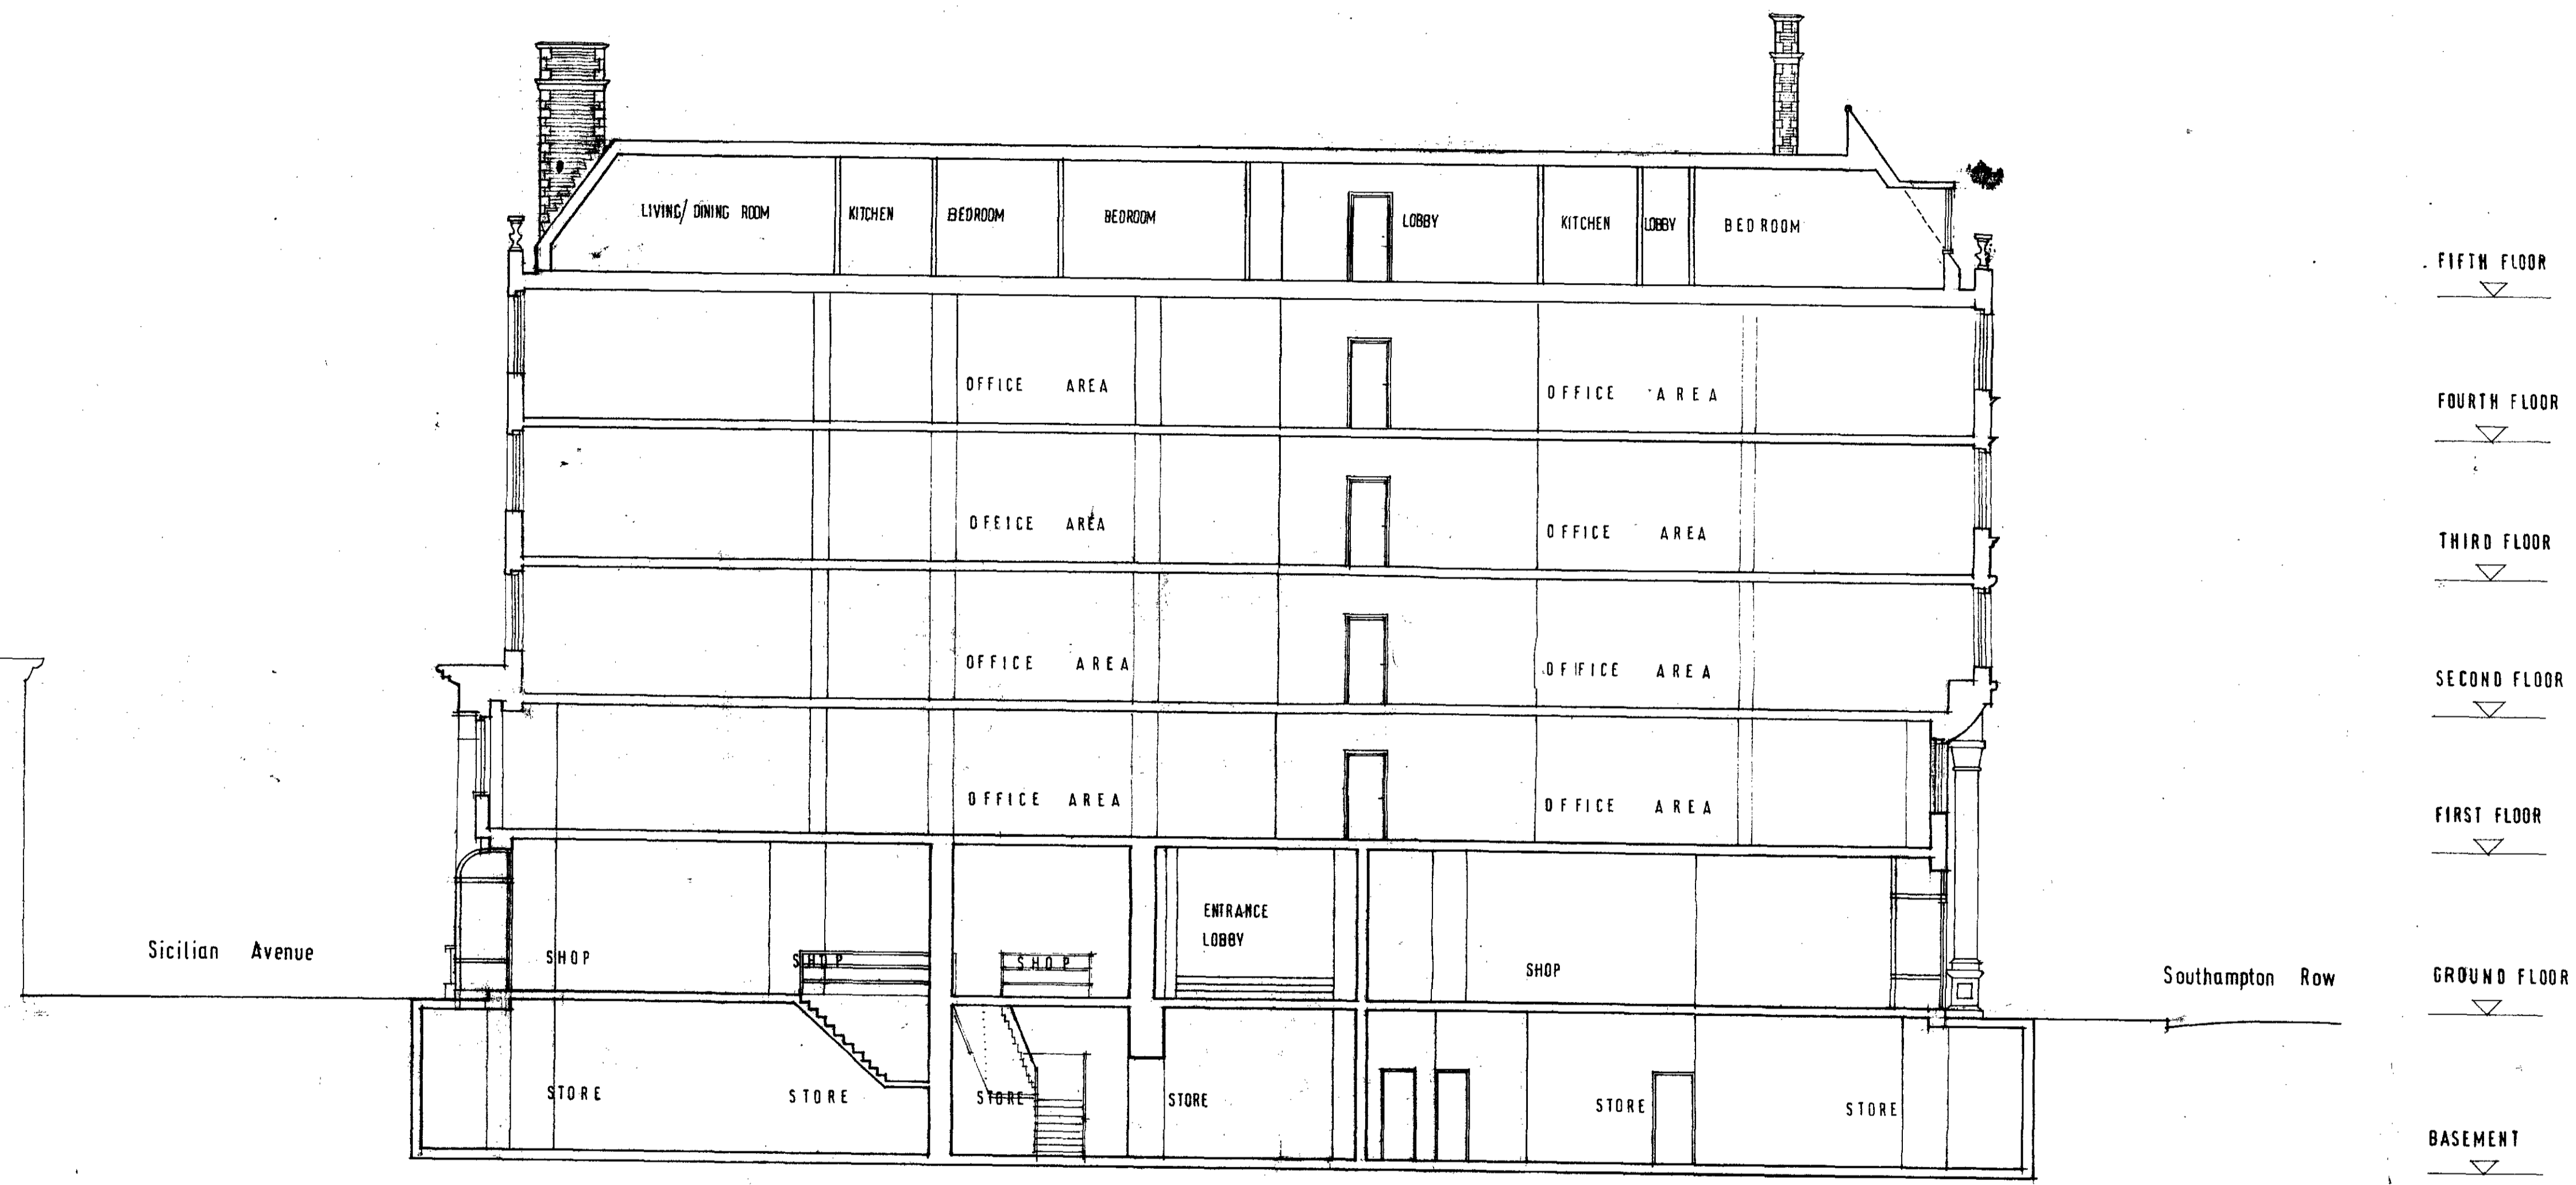 LIVING/ DINING ROOM
KITCHEN
BEDROOM
BEDROOM
LOBBY
KITCHEN
LOBBY
BEDROOM
FIFTH FLOOR
OFFICE AREA
OFFICE AREA
FOURTH FLOOR
OFFICE AREA
OFFICE AREA
THIRD FLOOR
OFFICE AREA
OFFICE AREA
SECOND FLOOR
OFFICE AREA
OFFICE AREA
FIRST FLOOR
Sicilian Avenue
SHOP
SHOP
SHOP
ENTRANCE
LOBBY
SHOP
Southampton Row
GROUND FLOOR
STORE
STORE
STORE
STORE
STORE
STORE
BASEMENT